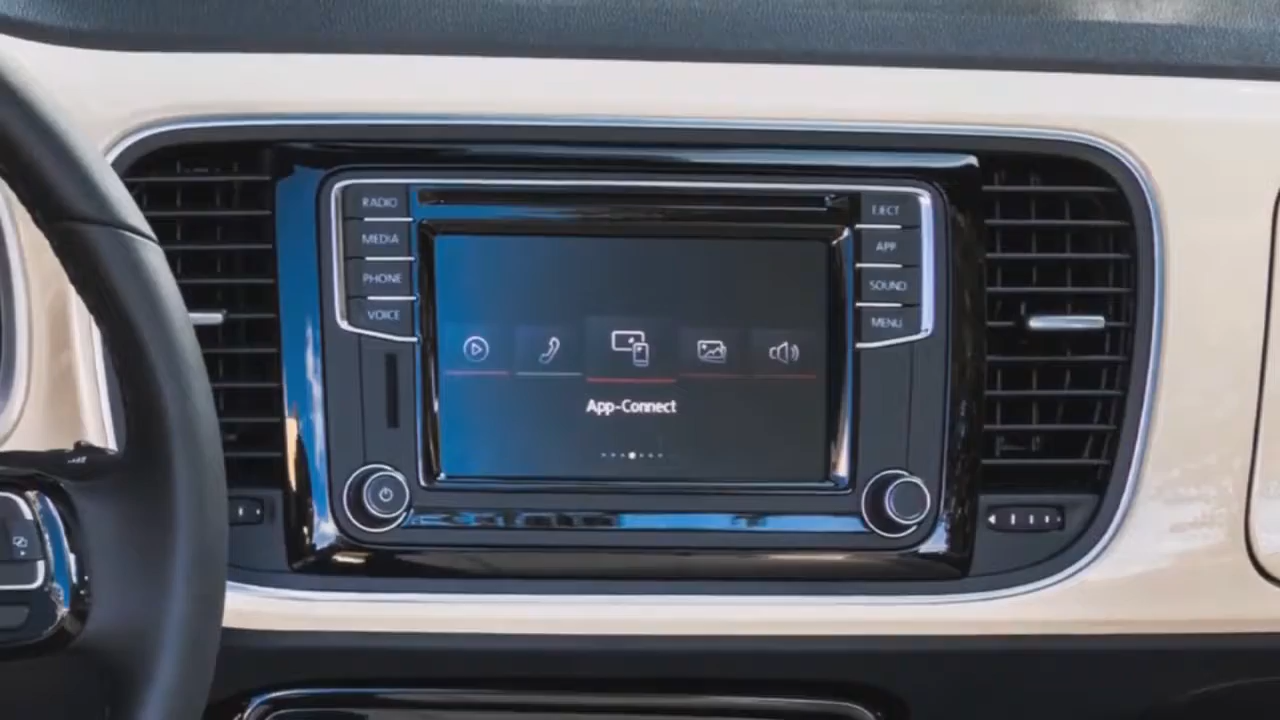 RADIO
MEDIA
PHONE
VOICE
EJECT
APP
SOUND
MENU
App-Connect